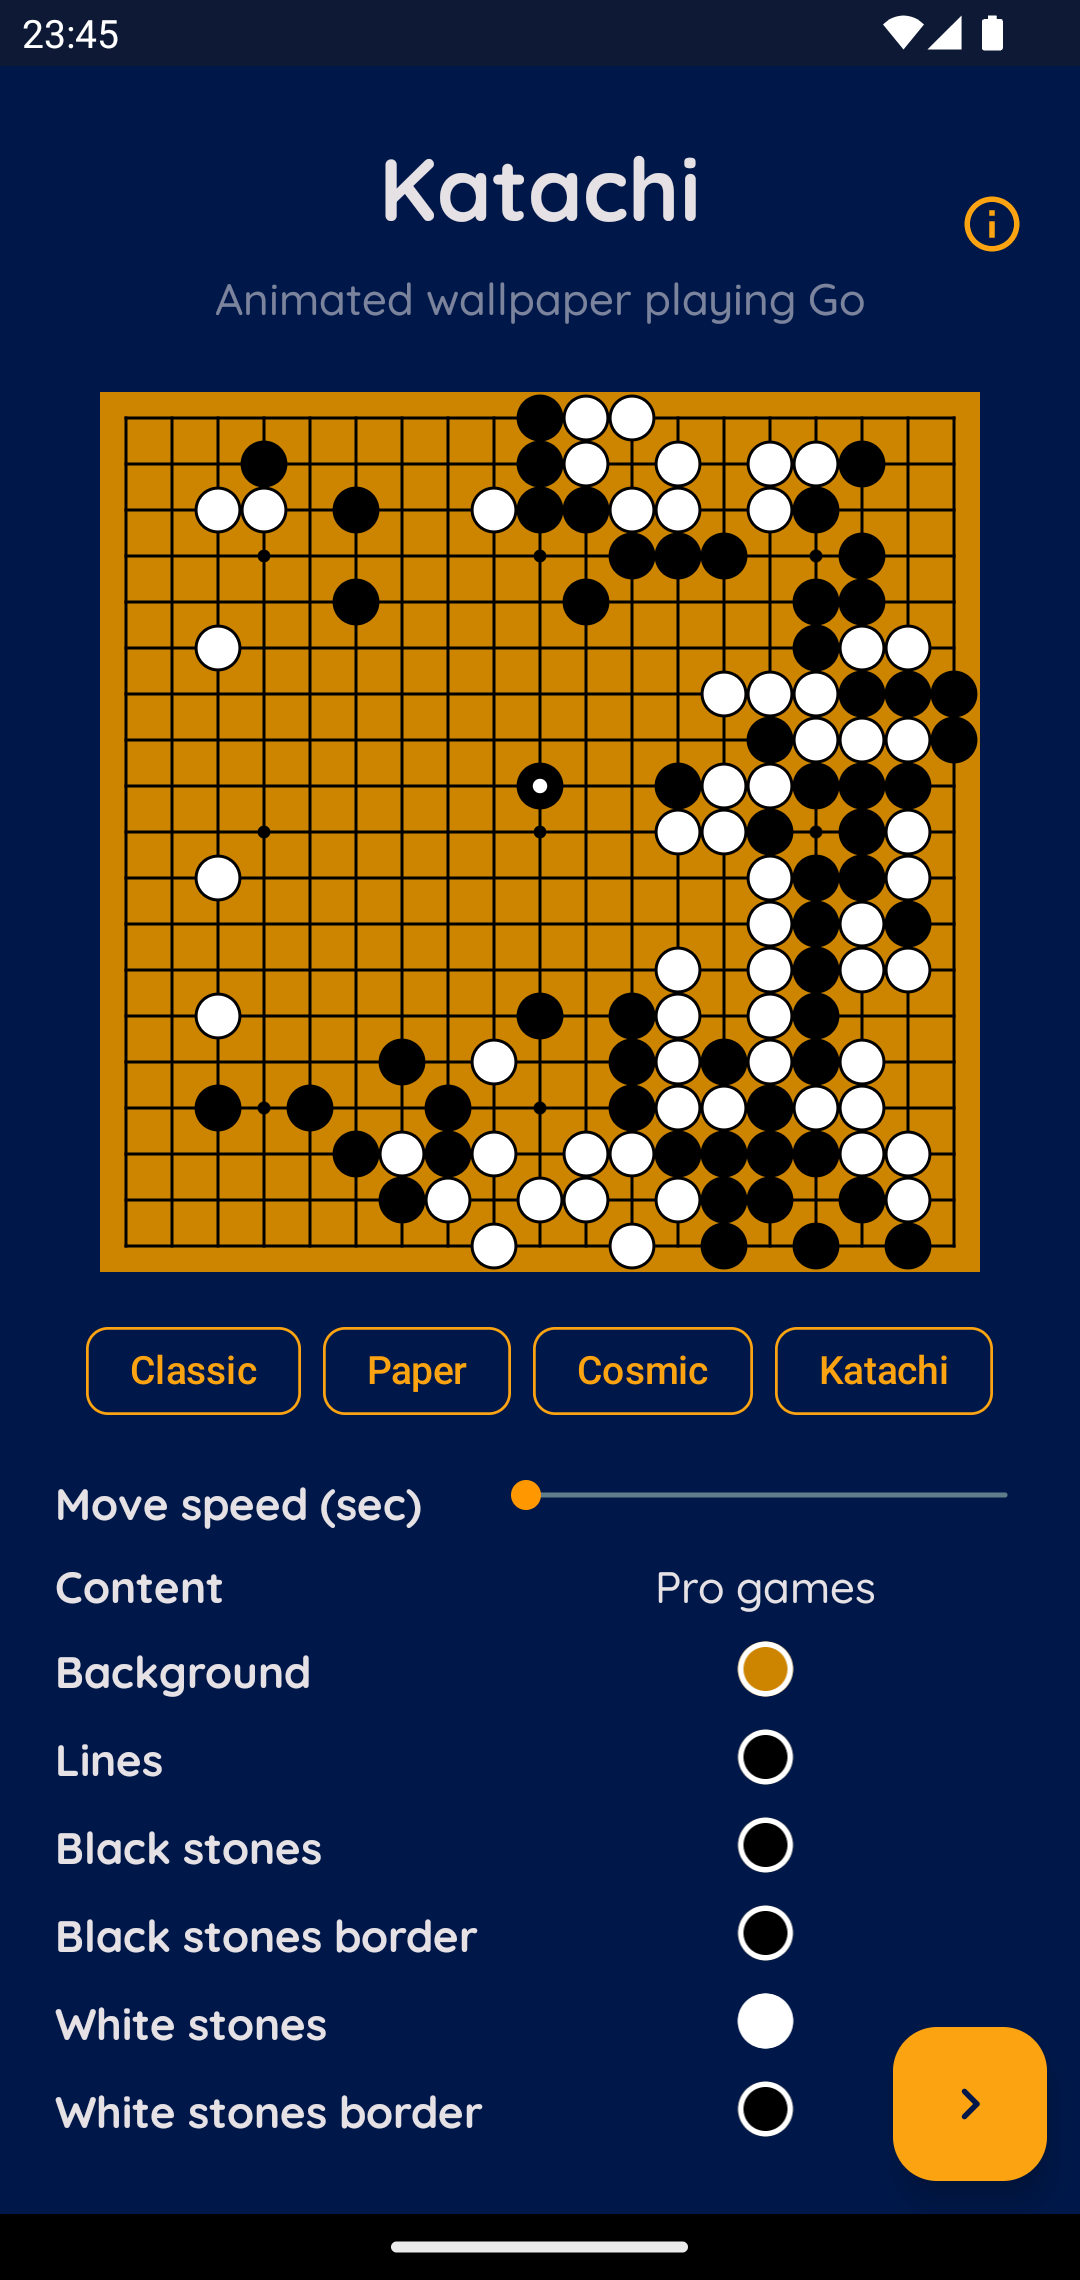 23:45
Katachi
Animated wallpaper playing Go
Classic
Paper
Cosmic
Katachi
Move speed (sec)
Content
Pro games
Background
Lines
Black stones
Black stones border
White stones
White stones border